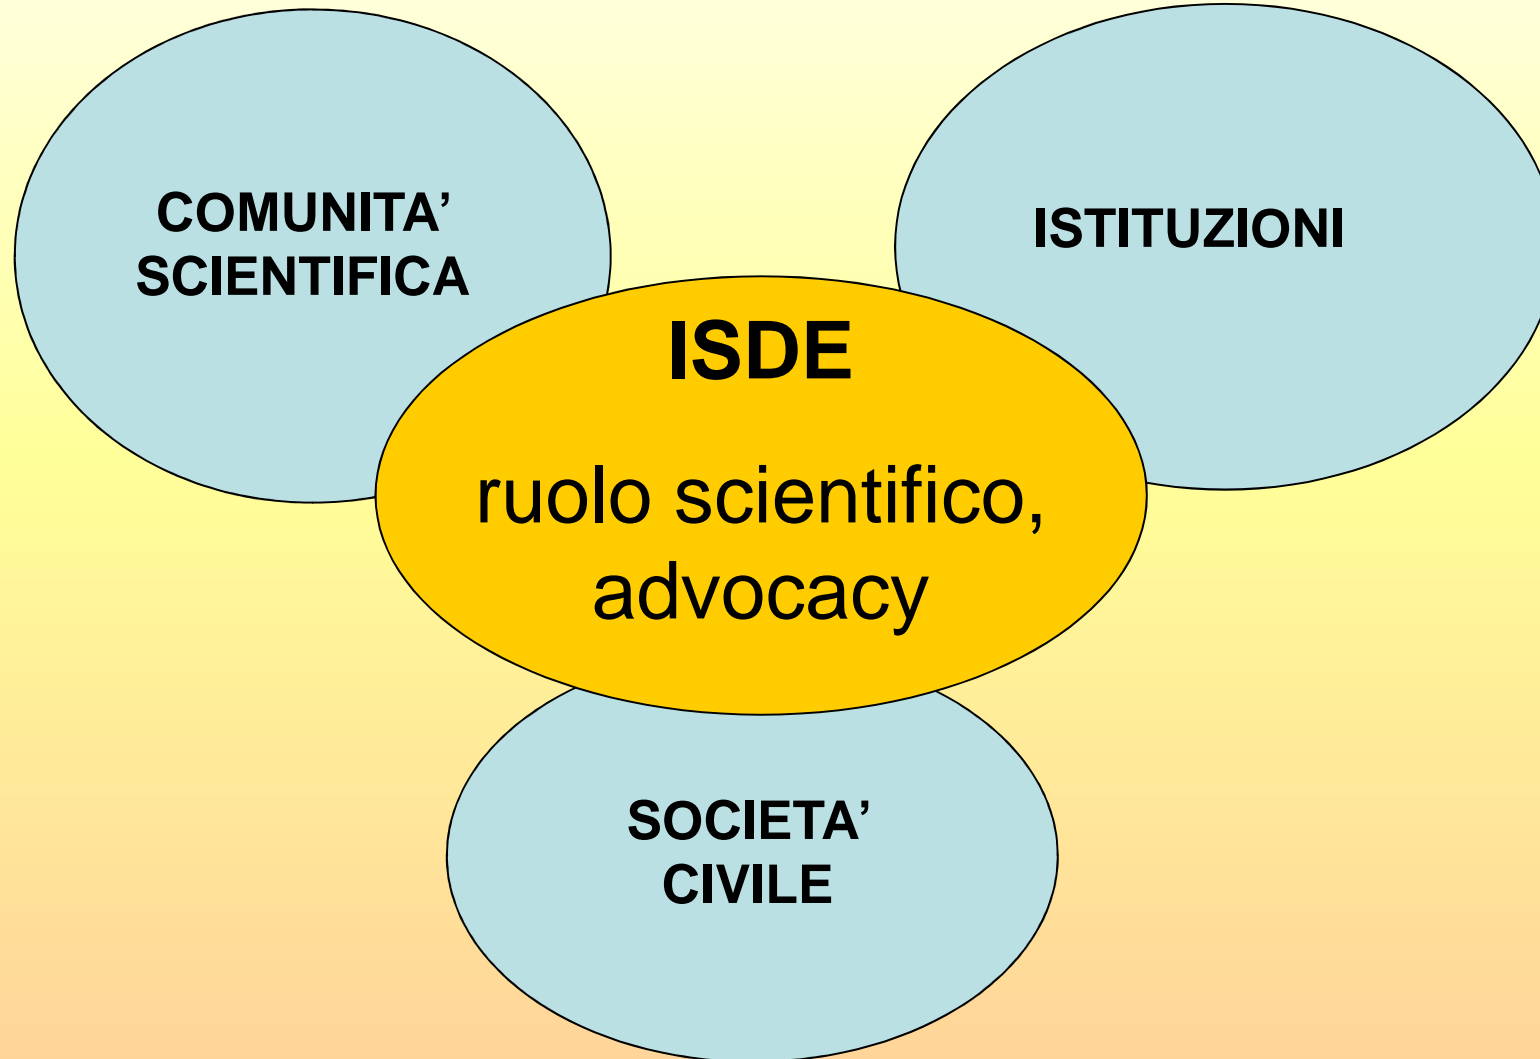 COMUNITA’
SCIENTIFICA
ISTITUZIONI
ISDE
ruolo scientifico,
advocacy
SOCIETA’
CIVILE